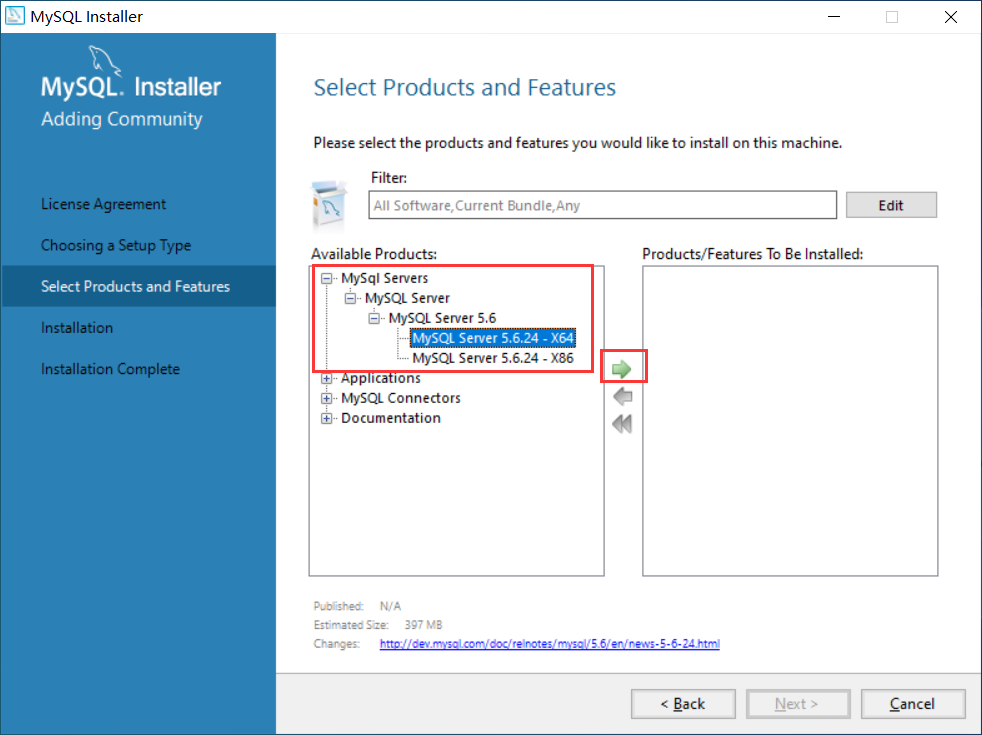 MySQL Installer
MySQL. Installer
Adding Community
License Agreement
Choosing a Setup Type
Select Products and Features
Installation
Installation Complete
Select Products and Features
Please select the products and features you would like to install on this machine.
Filter:
All Software,Current Bundle,Any
Edit
Available Products:
Products/Features To Be Installed:
MySql Servers
MySQL Server
MySQL Server 5.6
MySQL Server 5.6.24 - X64
MySQL Server 5.6.24 - X86
Applications
MySQL Connectors
Documentation
Published: N/A
Estimated Size: 397 MB
Changes: http://dev.mysql.com/doc/relnotes/mysql/5.6/en/news-5-6-24.html
< Back
Next >
Cancel